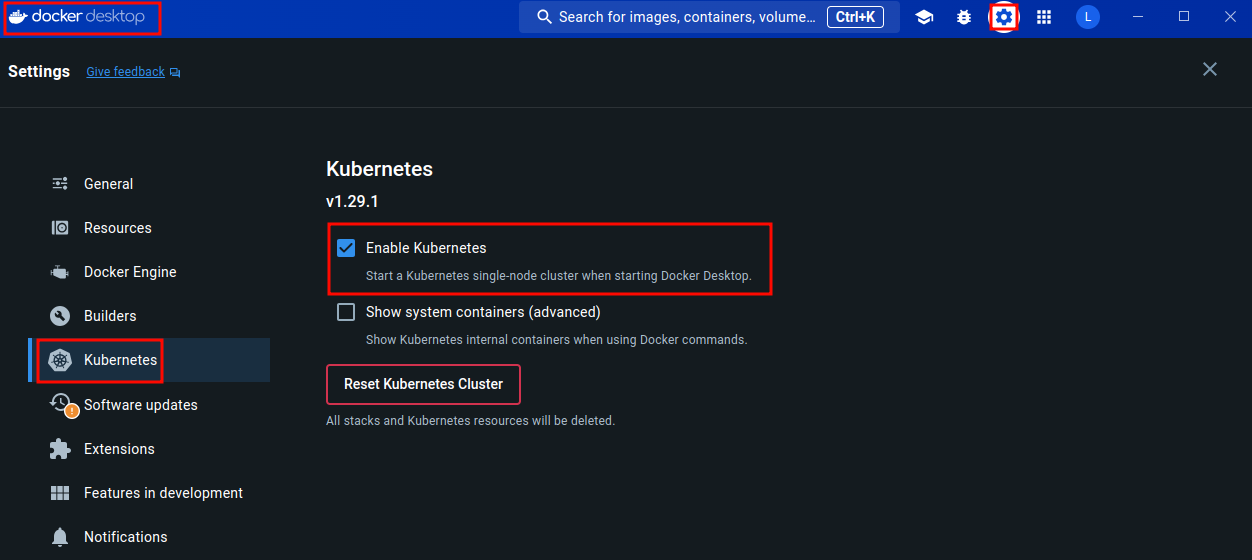 docker desktop
Search for images, containers, volume... Ctrl+K
L
Settings Give feedback
General
Resources
Docker Engine
Builders
Kubernetes
Software updates
Extensions
Features in development
Notifications
Kubernetes
v1.29.1
Enable Kubernetes
Start a Kubernetes single-node cluster when starting Docker Desktop.
Show system containers (advanced)
Show Kubernetes internal containers when using Docker commands.
Reset Kubernetes Cluster
All stacks and Kubernetes resources will be deleted.